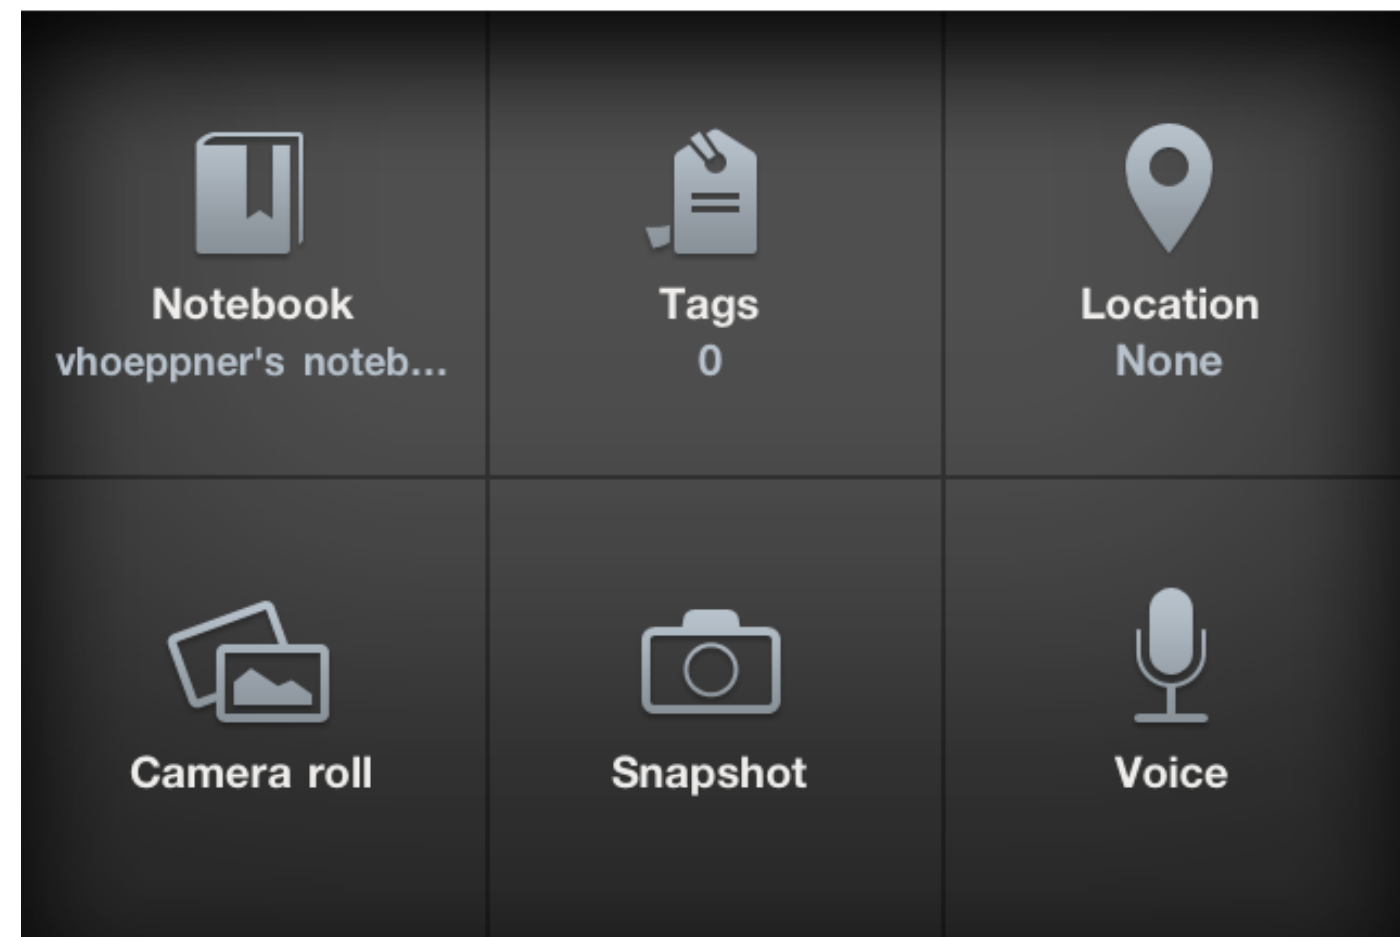 Notebook
vhoeppner's noteb...
Tags
0
Location
None
Camera roll
Snapshot
Voice